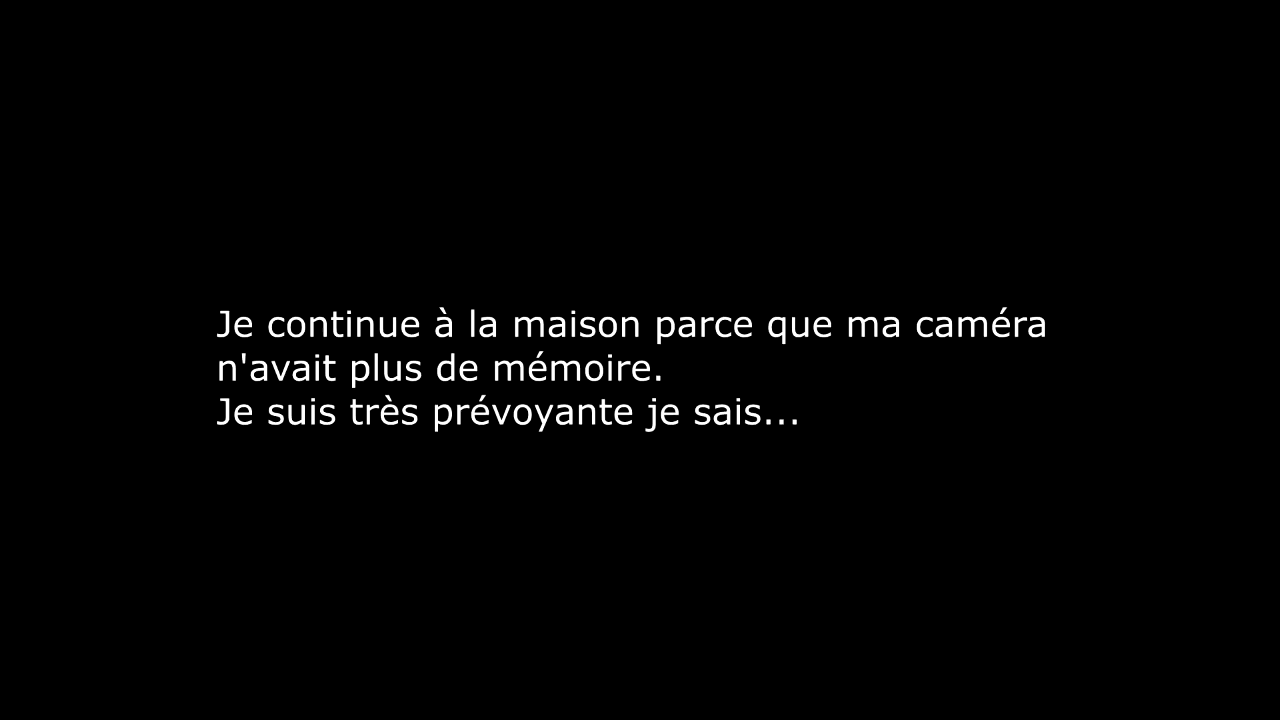 Je continue à la maison parce que ma caméra
n'avait plus de mémoire.
Je suis très prévoyante je sais...